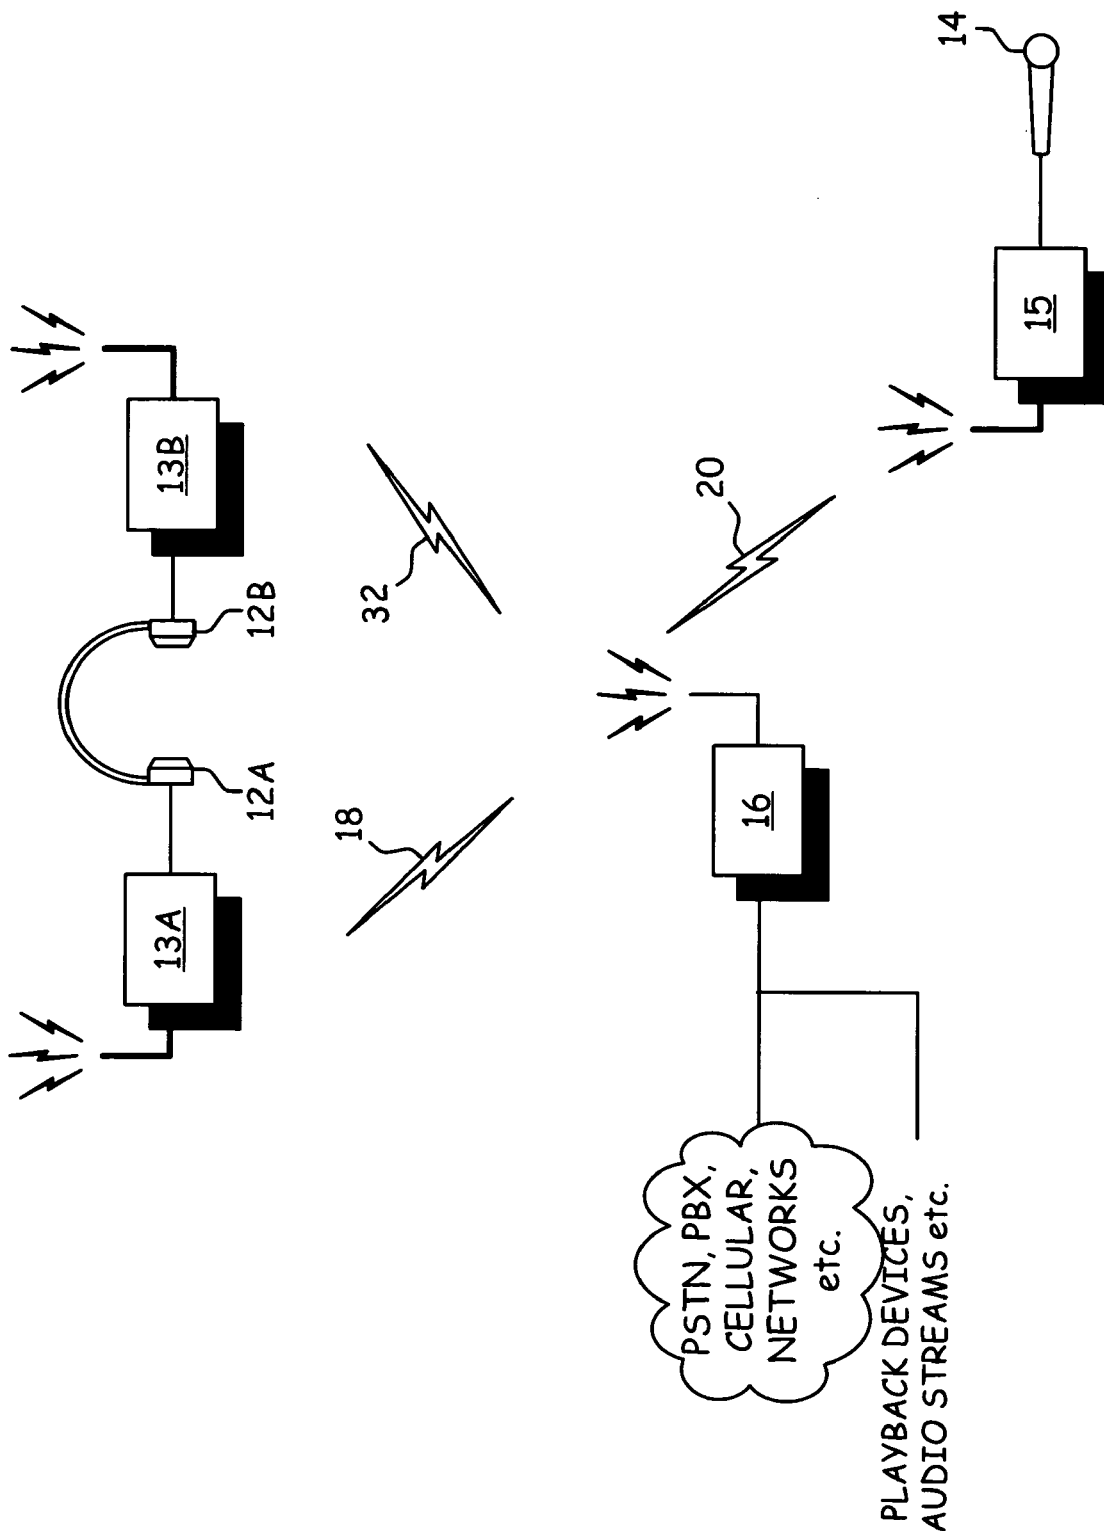 13A
12A
12B
13B
18
32
PSTN, PBX,
CELLULAR,
NETWORKS
etc.
16
20
PLAYBACK DEVICES,
AUDIO STREAMS etc.
15
14